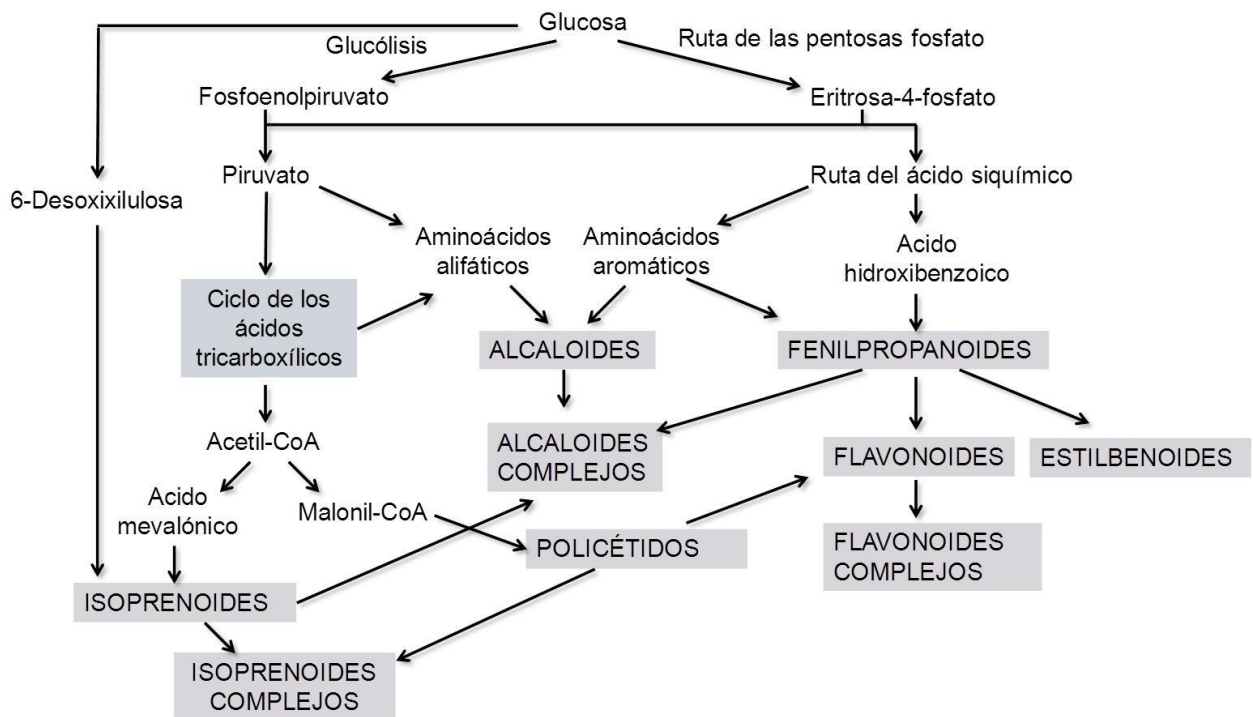 Glucosa
Glucólisis
Ruta de las pentosas fosfato
Fosfoenolpiruvato
Eritrosa-4-fosfato
Piruvato
Ruta del ácido siquímico
6-Desoxixilulosa
Aminoácidos
alifáticos
Aminoácidos
aromáticos
Acido
hidroxibenzoico
Ciclo de los
ácidos
tricarboxílicos
ALCALOIDES
FENILPROPANOIDES
Acetil-CoA
ALCALOIDES
COMPLEJOS
FLAVONOIDES
ESTILBENOIDES
Acido
mevalónico
Malonil-CoA
POLICÉTIDOS
FLAVONOIDES
COMPLEJOS
ISOPRENOIDES
ISOPRENOIDES
COMPLEJOS